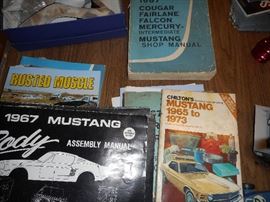 COUGAR
FAIRLANE
FALCON
MERCURY-
INTERMEDIATE
MUSTANG
SHOP MANUAL
RUSTED MUSCLE
1967 MUSTANG
Body
ASSEMBLY MANUAL
CHILTON'S
MUSTANG
1965 to
1973